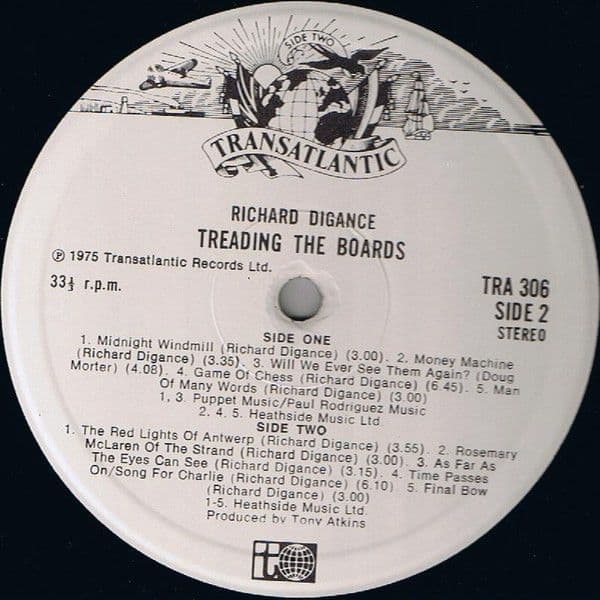 SIDE TWO
TRANSATLANTIC
RICHARD DIGANCE
TREADING THE BOARDS
℗ 1975 Transatlantic Records Ltd.
33⅓ r.p.m.
TRA 306
SIDE 2
STEREO
SIDE ONE
1. Midnight Windmill (Richard Digance) (3.00). 2. Money Machine
(Richard Digance) (3.35). 3. Will We Ever See Them Again? (Doug
Morter) (4.08). 4. Game Of Chess (Richard Digance) (6.45). 5. Man
Of Many Words (Richard Digance) (3.00)
1, 3. Puppet Music/Paul Rodriguez Music
2. 4. 5. Heathside Music Ltd.
SIDE TWO
1. The Red Lights Of Antwerp (Richard Digance) (3.55). 2. Rosemary
McLaren Of The Strand (Richard Digance) (3.00). 3. As Far As
The Eyes Can See (Richard Digance) (3.15). 4. Time Passes
On/Song For Charlie (Richard Digance) (6.10). 5. Final Bow
(Richard Digance) (3.00)
1-5. Heathside Music Ltd.
Produced by Tony Atkins
it